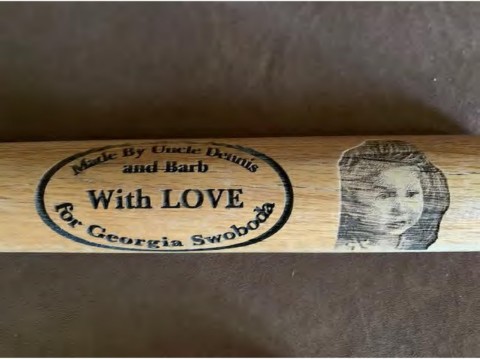 Made By Uncle Dennis
and Barb
With LOVE
for Georgia Swoboda